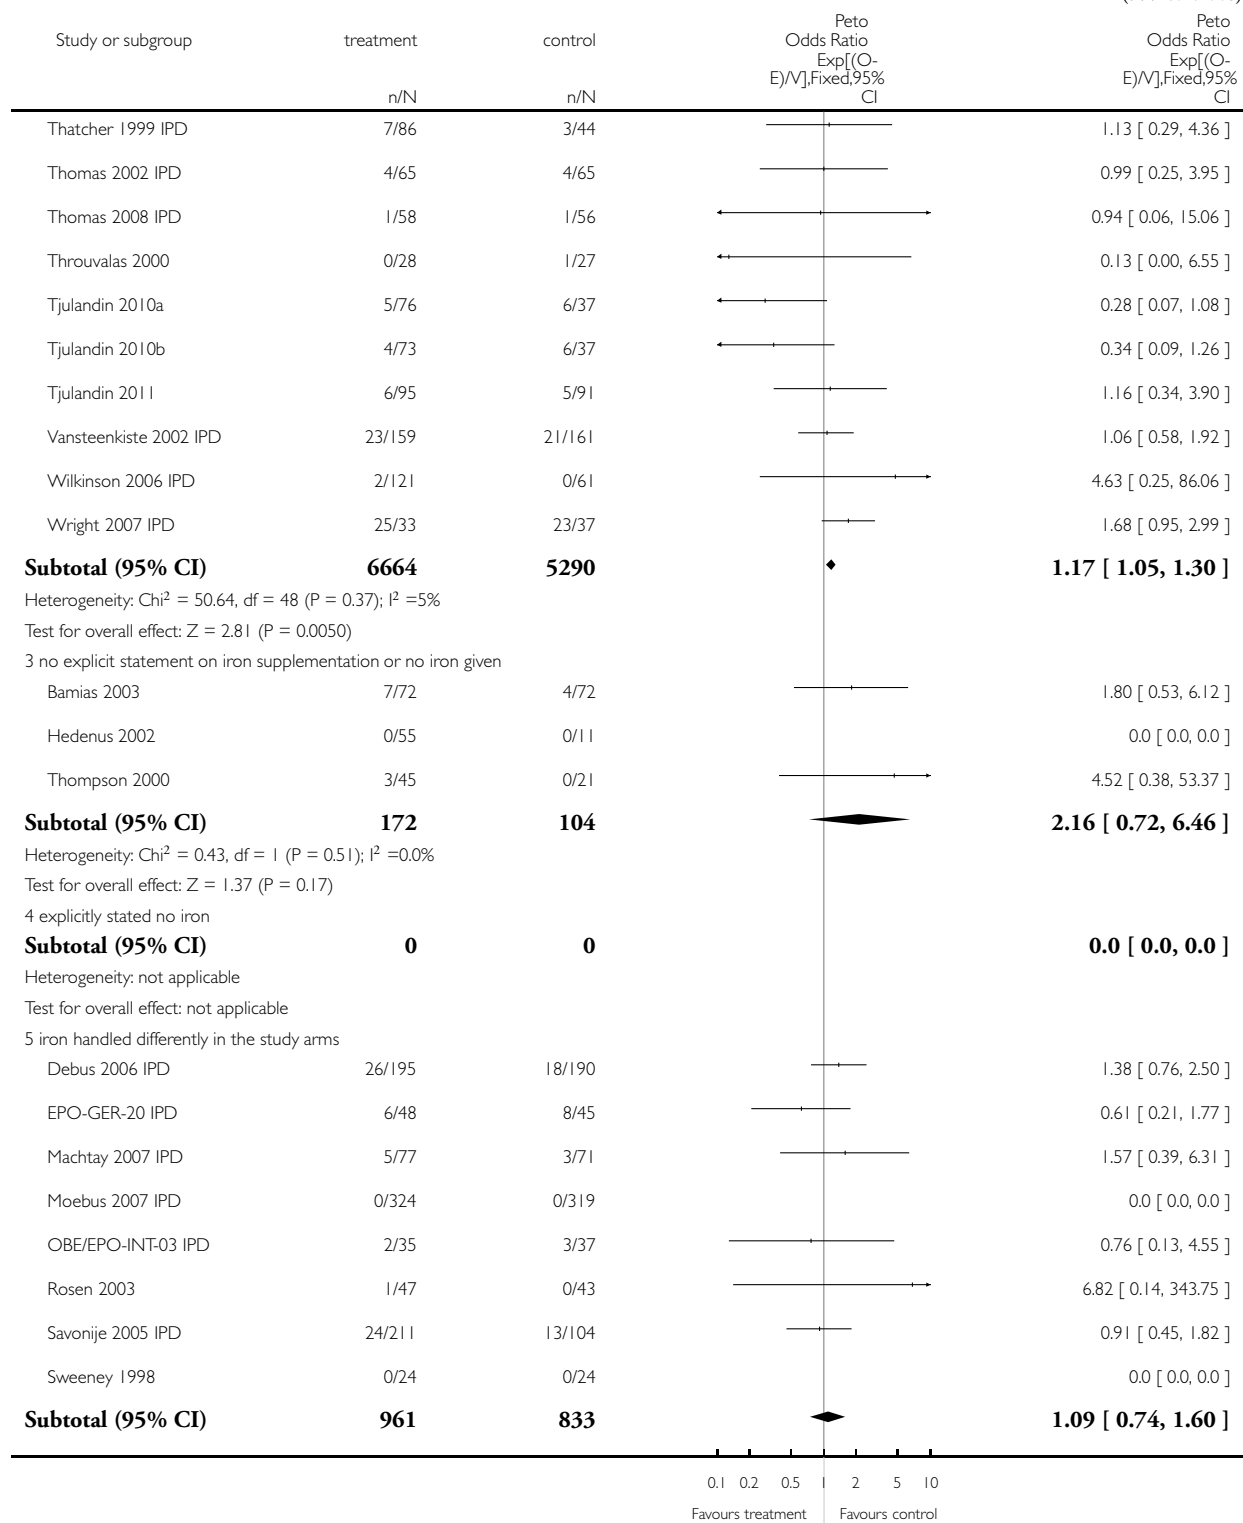 Peto Peto
Study or subgroup treatment control Odds Ratio Odds Ratio
Exp[(O- Exp[(O-
E)/V],Fixed,95% E)/V],Fixed,95%
n/N n/N CI CI
Thatcher 1999 IPD 7/86 3/44 1.13 [ 0.29, 4.36 ]
Thomas 2002 IPD 4/65 4/65 0.99 [ 0.25, 3.95 ]
Thomas 2008 IPD 1/58 1/56 0.94 [ 0.06, 15.06 ]
Throuvalas 2000 0/28 1/27 0.13 [ 0.00, 6.55 ]
Tjulandin 2010a 5/76 6/37 0.28 [ 0.07, 1.08 ]
Tjulandin 2010b 4/73 6/37 0.34 [ 0.09, 1.26 ]
Tjulandin 2011 6/95 5/91 1.16 [ 0.34, 3.90 ]
Vansteenkiste 2002 IPD 23/159 21/161 1.06 [ 0.58, 1.92 ]
Wilkinson 2006 IPD 2/121 0/61 4.63 [ 0.25, 86.06 ]
Wright 2007 IPD 25/33 23/37 1.68 [ 0.95, 2.99 ]
Subtotal (95% CI) 6664 5290 1.17 [ 1.05, 1.30 ]
Heterogeneity: Chi² = 50.64, df = 48 (P = 0.37); I² =5%
Test for overall effect: Z = 2.81 (P = 0.0050)
3 no explicit statement on iron supplementation or no iron given
Bamias 2003 7/72 4/72 1.80 [ 0.53, 6.12 ]
Hedenus 2002 0/55 0/11 0.0 [ 0.0, 0.0 ]
Thompson 2000 3/45 0/21 4.52 [ 0.38, 53.37 ]
Subtotal (95% CI) 172 104 2.16 [ 0.72, 6.46 ]
Heterogeneity: Chi² = 0.43, df = 1 (P = 0.51); I² =0.0%
Test for overall effect: Z = 1.37 (P = 0.17)
4 explicitly stated no iron
Subtotal (95% CI) 0 0 0.0 [ 0.0, 0.0 ]
Heterogeneity: not applicable
Test for overall effect: not applicable
5 iron handled differently in the study arms
Debus 2006 IPD 26/195 18/190 1.38 [ 0.76, 2.50 ]
EPO-GER-20 IPD 6/48 8/45 0.61 [ 0.21, 1.77 ]
Machtay 2007 IPD 5/77 3/71 1.57 [ 0.39, 6.31 ]
Moebus 2007 IPD 0/324 0/319 0.0 [ 0.0, 0.0 ]
OBE/EPO-INT-03 IPD 2/35 3/37 0.76 [ 0.13, 4.55 ]
Rosen 2003 1/47 0/43 6.82 [ 0.14, 343.75 ]
Savonije 2005 IPD 24/211 13/104 0.91 [ 0.45, 1.82 ]
Sweeney 1998 0/24 0/24 0.0 [ 0.0, 0.0 ]
Subtotal (95% CI) 961 833 1.09 [ 0.74, 1.60 ]
0.1 0.2 0.5 1 2 5 10
Favours treatment Favours control